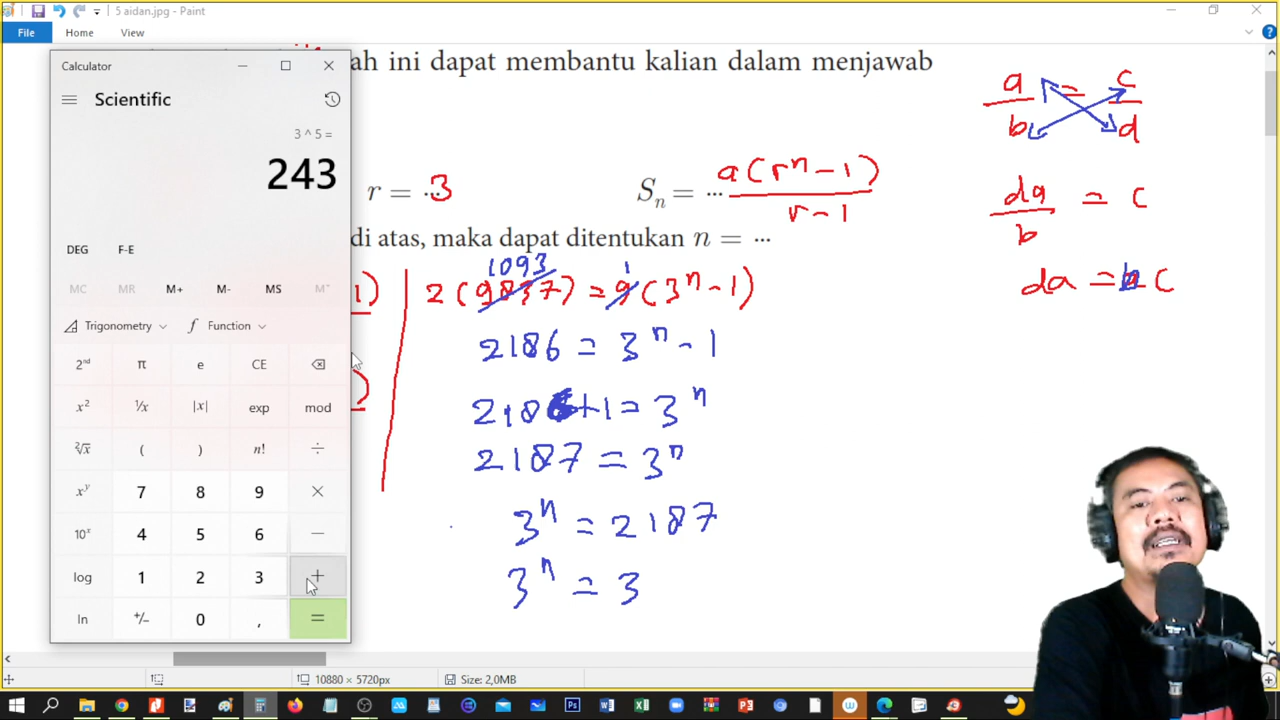 5 aidan.jpg - Paint
File Home View
Calculator
Scientific
3 ^ 5 =
243
DEG F-E
MC MR M+ M- MS M˅
Trigonometry Function
2ⁿᵈ π e CE
x² ¹/x |x| exp mod
²√x ( ) n! ÷
xʸ 7 8 9 ×
10ˣ 4 5 6 −
log 1 2 3 +
ln +/- 0 , =
ah ini dapat membantu kalian dalam menjawab
r = ... 3
Sₙ = ... a(rⁿ-1)
r-1
di atas, maka dapat ditentukan n = ...
1)
)
1093 1
2(9837) = 9(3ⁿ-1)
2186 = 3ⁿ - 1
2186+1 = 3ⁿ
2187 = 3ⁿ
3ⁿ = 2187
3ⁿ = 3
a = c
b d
da = c
b
da = b c
10880 × 5720px
Size: 2,0MB